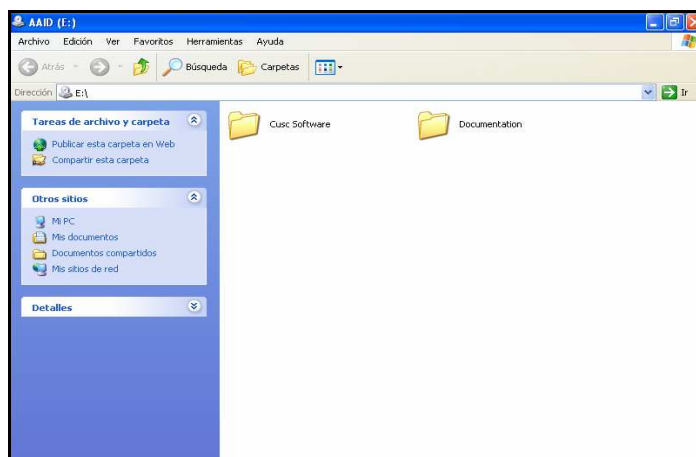 AAID (E:)
Archivo Edición Ver Favoritos Herramientas Ayuda
Atrás Búsqueda Carpetas
Dirección E:\ Ir
Tareas de archivo y carpeta
Publicar esta carpeta en Web
Compartir esta carpeta
Otros sitios
Mi PC
Mis documentos
Documentos compartidos
Mis sitios de red
Detalles
Cusc Software Documentation